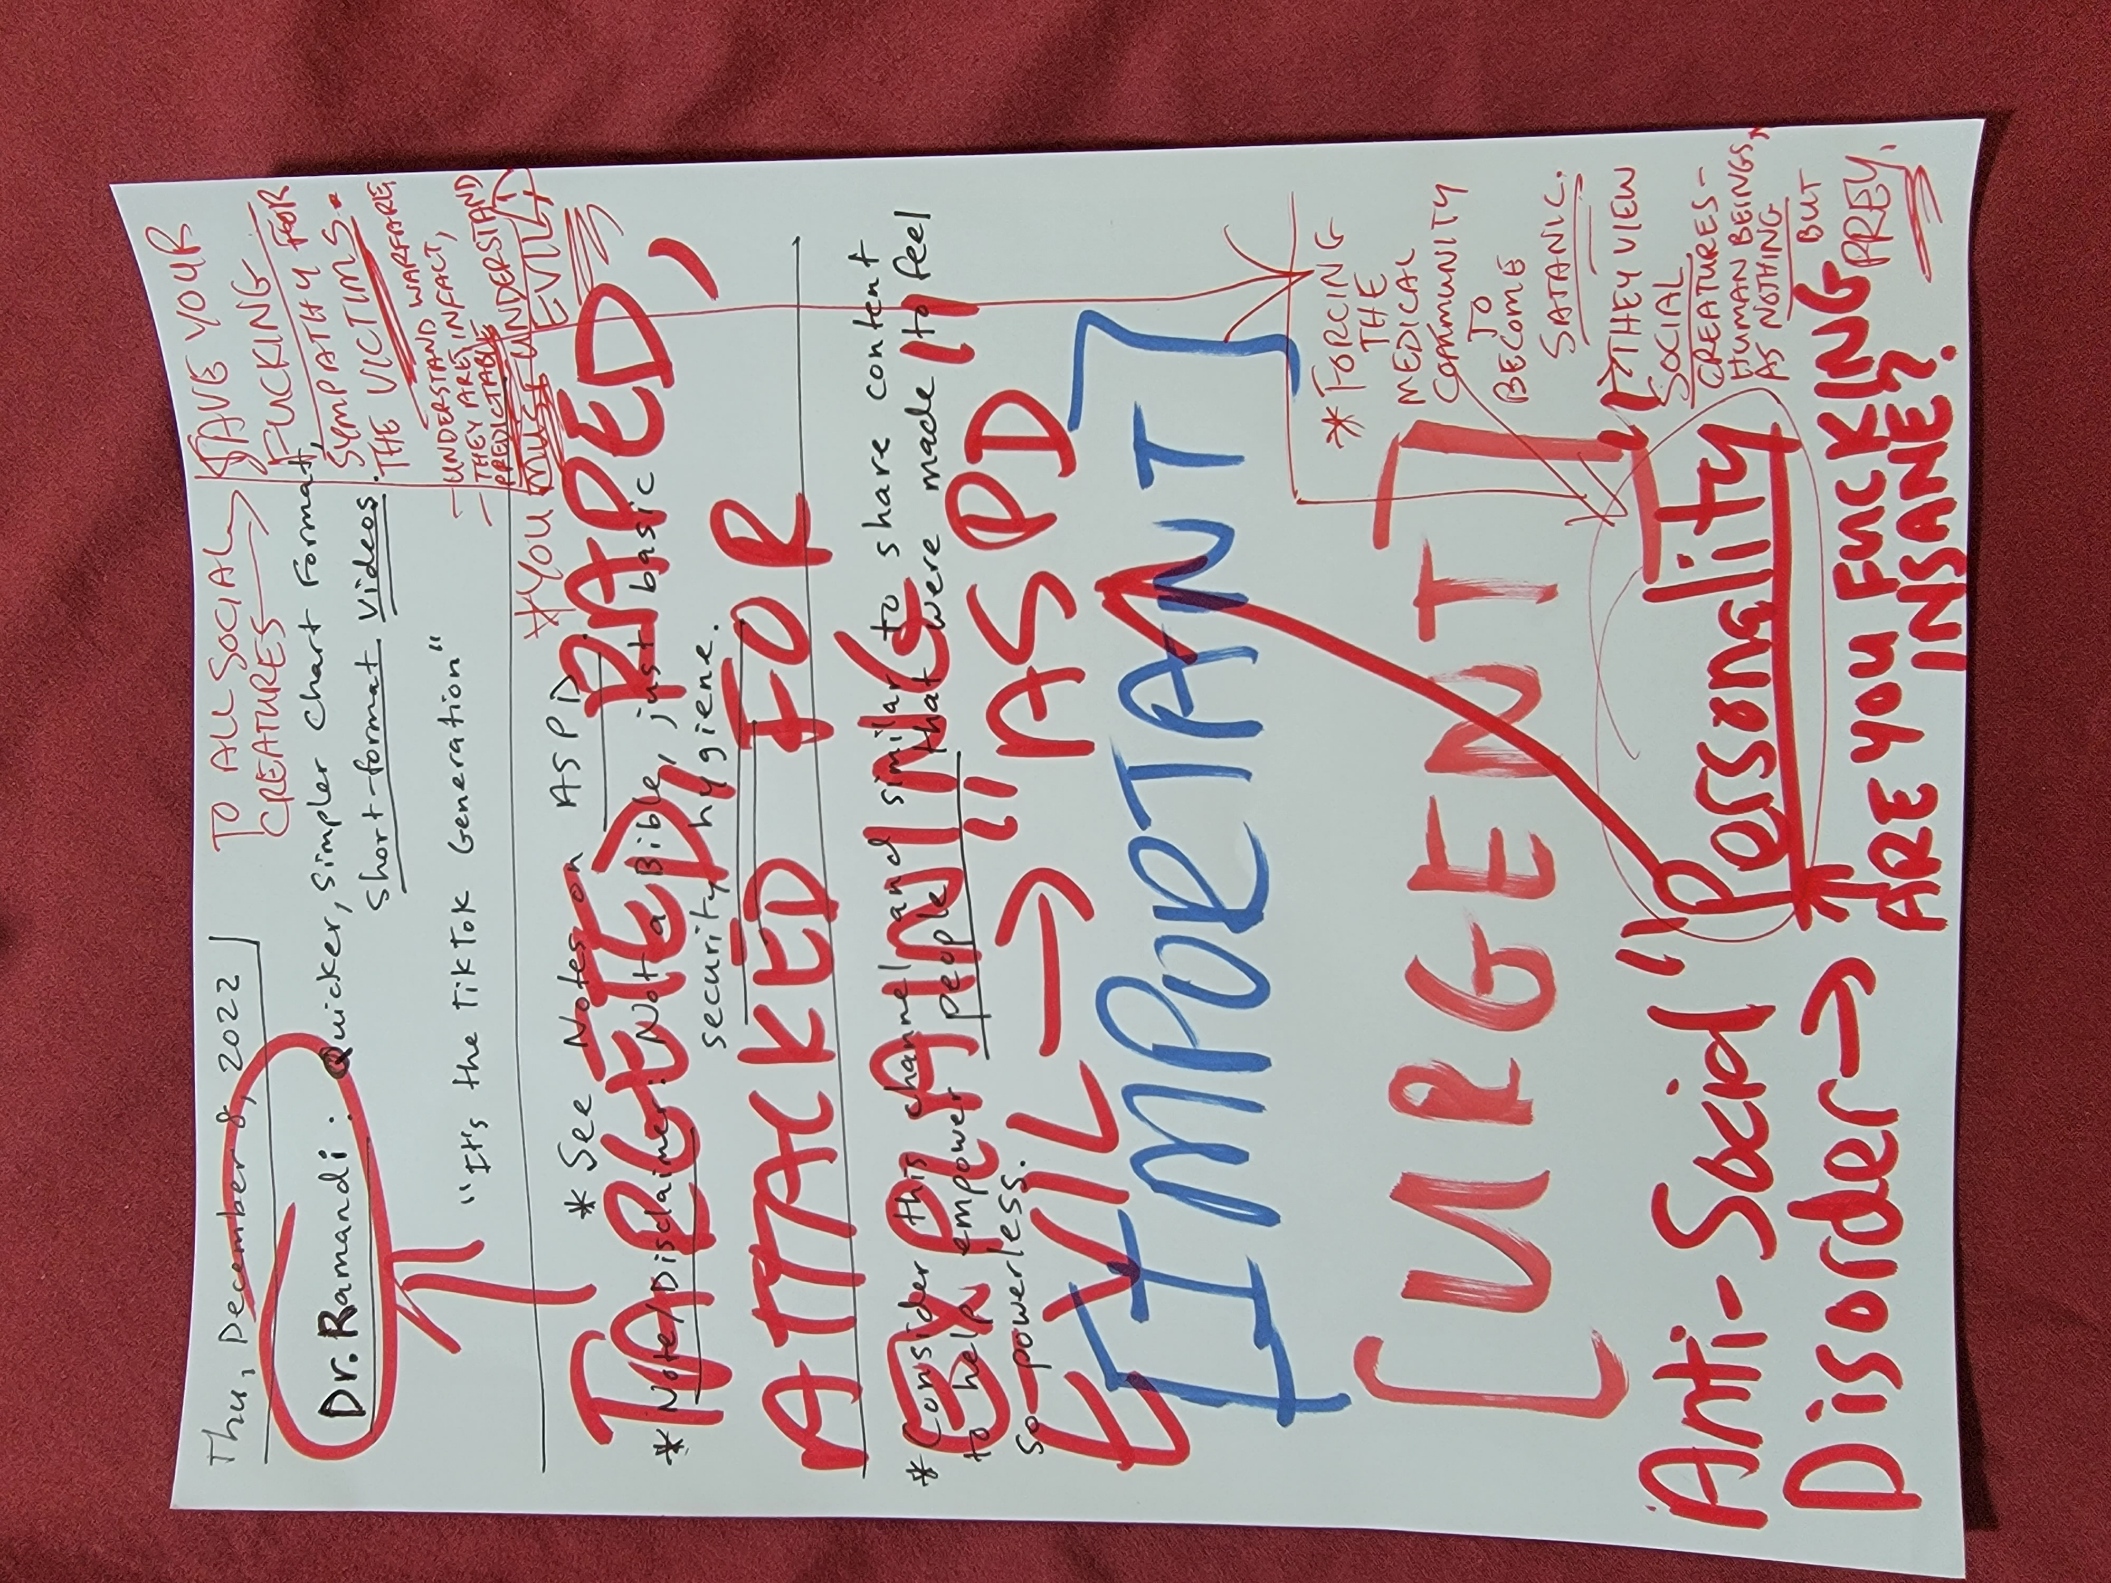 Thu, December 8, 2022
TO ALL SOCIAL
CREATURES
SAVE YOUR
FUCKING
SYMPATHY FOR
THE VICTIMS.
- UNDERSTAND WARFARE,
- THEY ARE, INFACT,
PREDICTABLE
*YOU MUST UNDERSTAND
EVIL
Dr. Ramandi: Quicker, Simpler Chart Format,
Short-format Videos.
"It's the TikTok Generation"
* See Notes on ASPD.
* Note/Disclaimer: Not a Bible, just basic
security hygiene.
* Consider this channel and similar to share content
to help empower people that were made to feel
so powerless.
TARGETED, RAPED,
ATTACKED FOR
EXPLAINING
EVIL → "ASPD"
[IMPORTANT]
[URGENT]
Anti-Social "Personality"
Disorder →
ARE YOU FUCKING
INSANE?
* FORCING
THE
MEDICAL
COMMUNITY
TO
BECOME
SATANIC.
→ THEY VIEW
SOCIAL
CREATURES-
HUMAN BEINGS,
AS NOTHING
BUT
PREY.